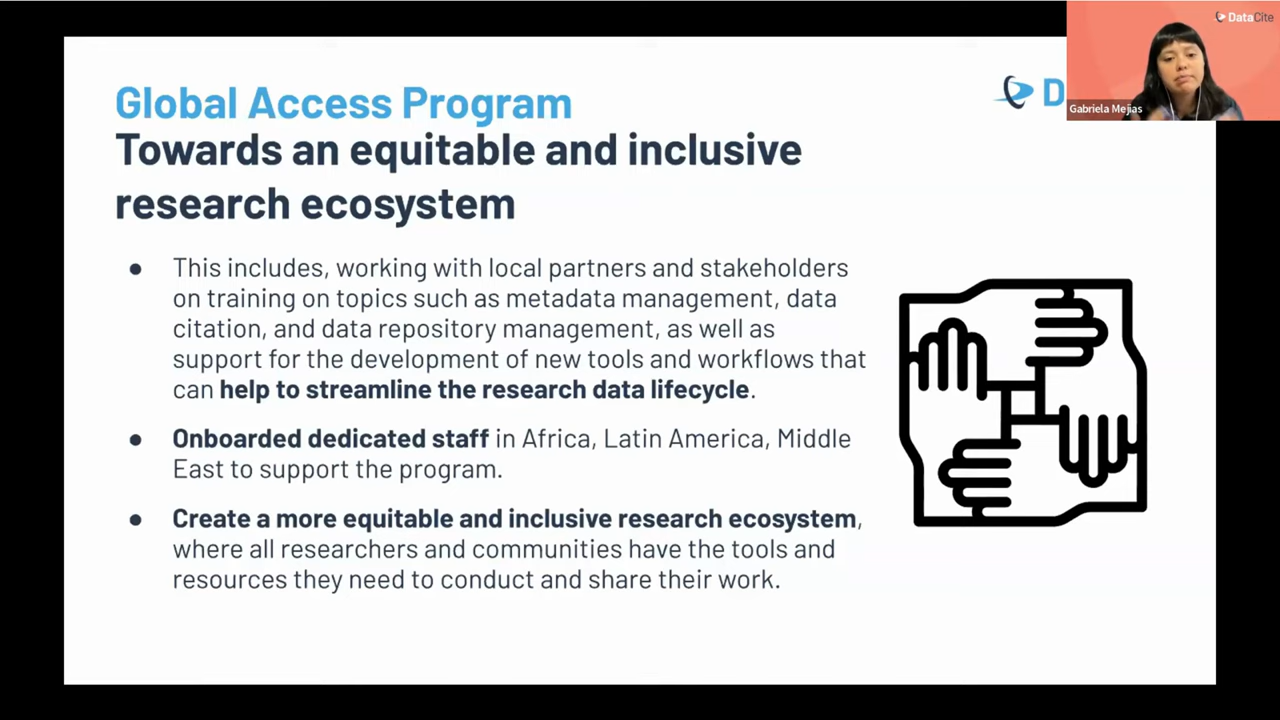 Global Access Program
Towards an equitable and inclusive
research ecosystem
● This includes, working with local partners and stakeholders
on training on topics such as metadata management, data
citation, and data repository management, as well as
support for the development of new tools and workflows that
can help to streamline the research data lifecycle.
● Onboarded dedicated staff in Africa, Latin America, Middle
East to support the program.
● Create a more equitable and inclusive research ecosystem,
where all researchers and communities have the tools and
resources they need to conduct and share their work.
D
DataCite
Gabriela Mejias